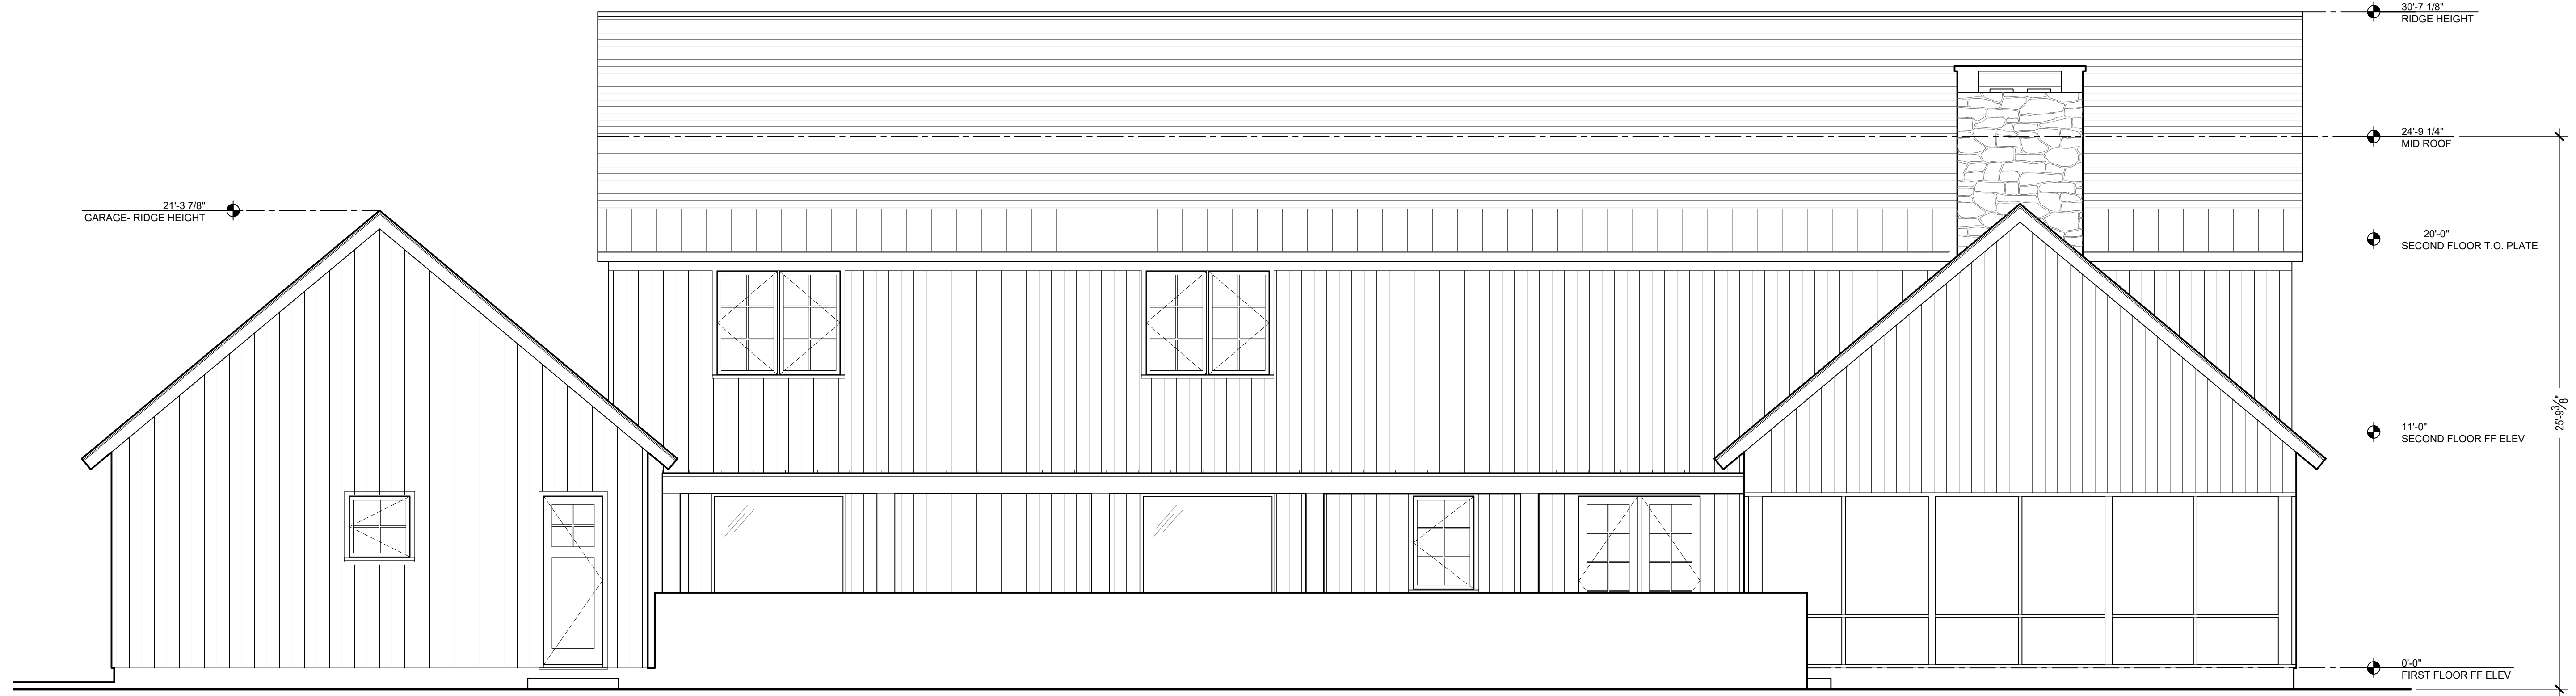 30'-7 1/8"
RIDGE HEIGHT
24'-9 1/4"
MID ROOF
21'-3 7/8"
GARAGE- RIDGE HEIGHT
20'-0"
SECOND FLOOR T.O. PLATE
25'-9 3/8"
11'-0"
SECOND FLOOR FF ELEV
0'-0"
FIRST FLOOR FF ELEV